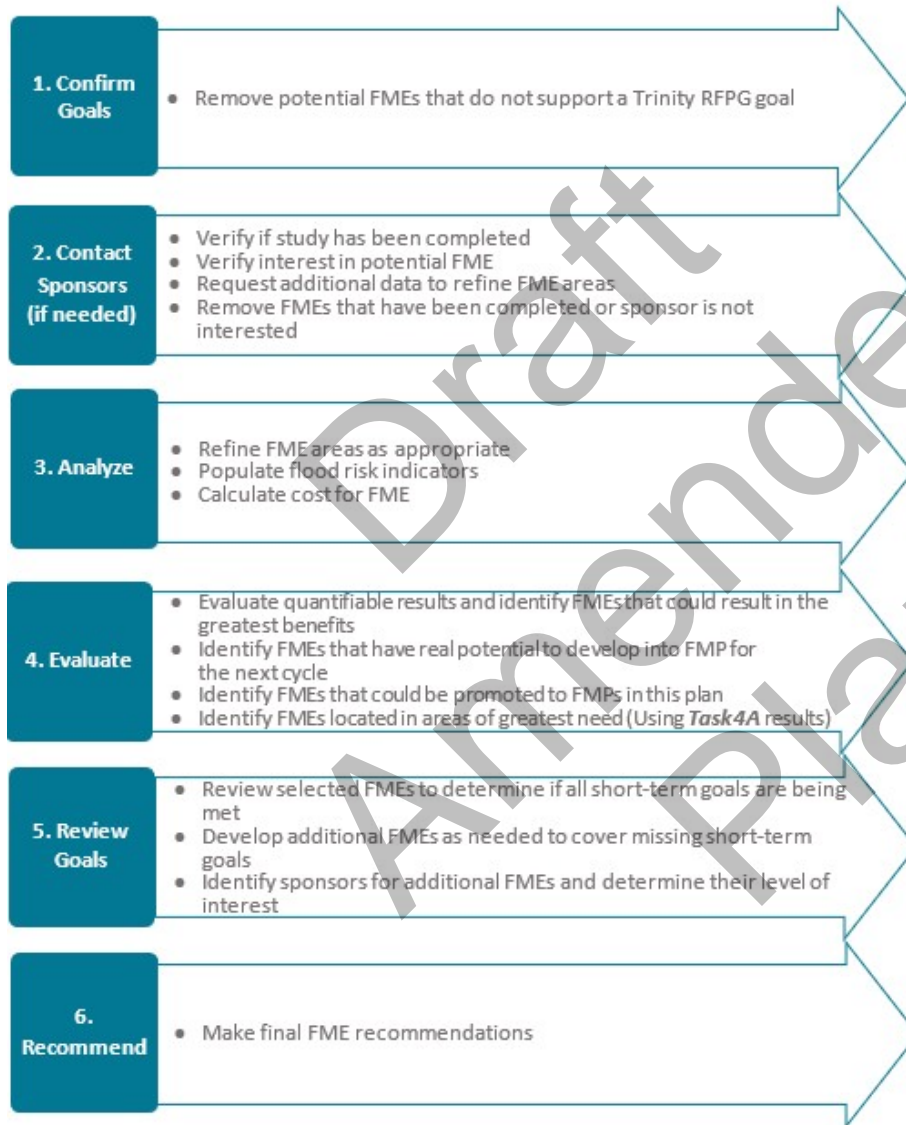 1. Confirm
Goals
● Remove potential FMEs that do not support a Trinity RFPG goal
2. Contact
Sponsors
(if needed)
● Verify if study has been completed
● Verify interest in potential FME
● Request additional data to refine FME areas
● Remove FMEs that have been completed or sponsor is not
interested
3. Analyze
● Refine FME areas as appropriate
● Populate flood risk indicators
● Calculate cost for FME
4. Evaluate
● Evaluate quantifiable results and identify FMEs that could result in the
greatest benefits
● Identify FMEs that have real potential to develop into FMP for
the next cycle
● Identify FMEs that could be promoted to FMPs in this plan
● Identify FMEs located in areas of greatest need (Using Task4A results)
5. Review
Goals
● Review selected FMEs to determine if all short-term goals are being
met
● Develop additional FMEs as needed to cover missing short-term
goals
● Identify sponsors for additional FMEs and determine their level of
interest
6.
Recommend
● Make final FME recommendations
Draft
Amende
Pla